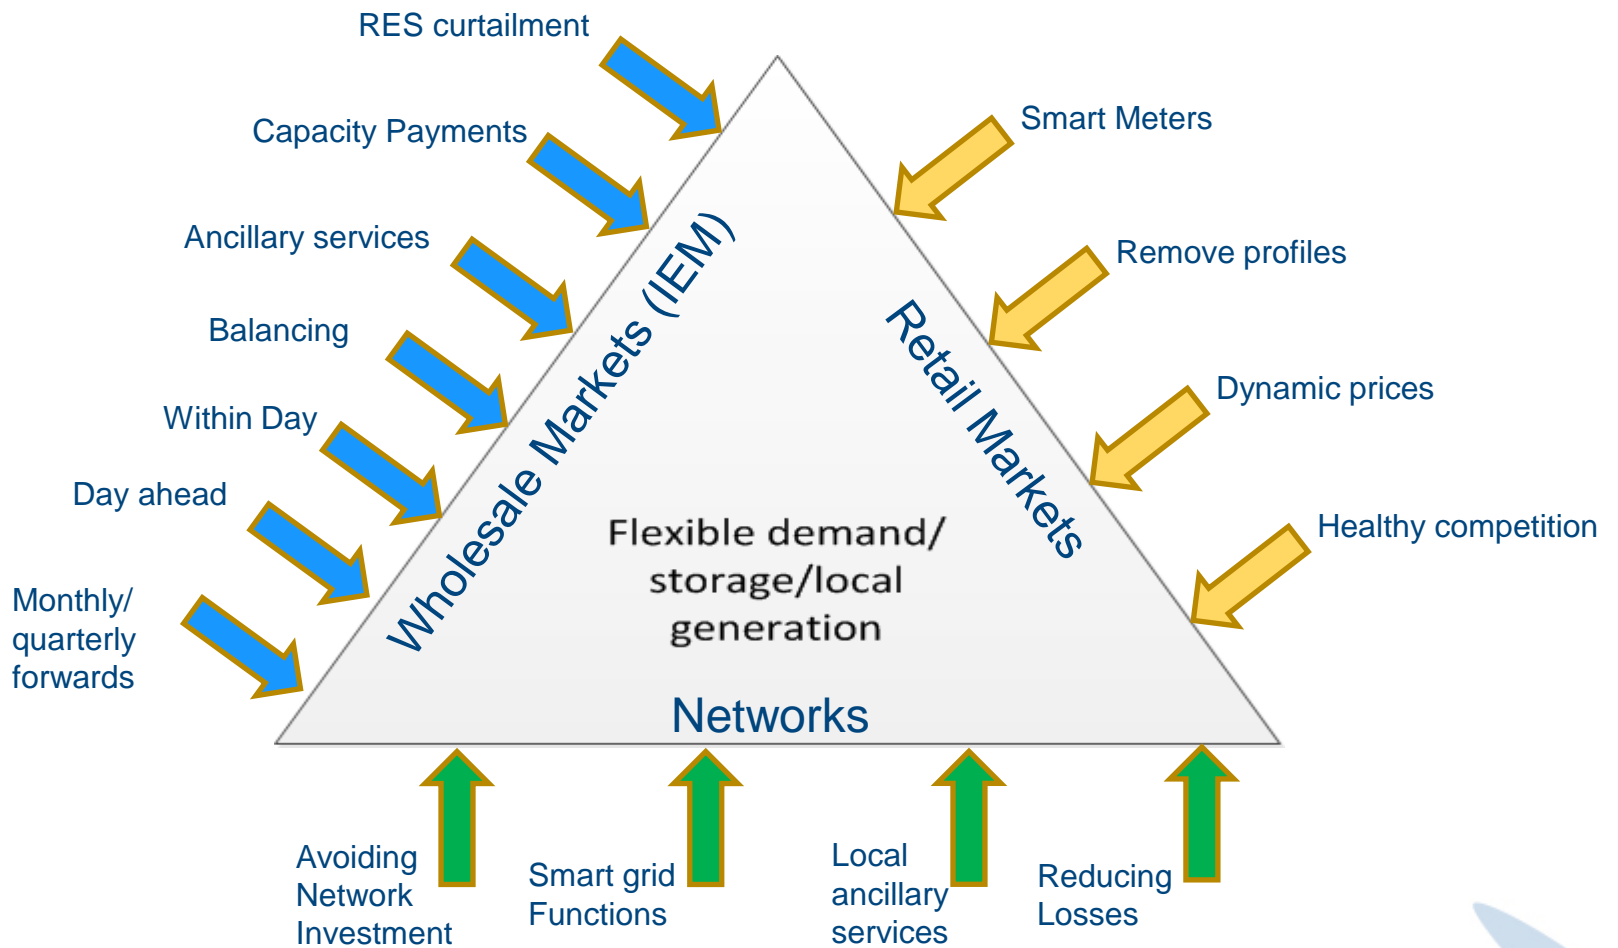 RES curtailment
Capacity Payments
Smart Meters
Ancillary services
Remove profiles
Balancing
Within Day
Dynamic prices
Day ahead
Healthy competition
Monthly/
quarterly
forwards
Wholesale Markets (IEM)
Retail Markets
Flexible demand/
storage/local
generation
Networks
Avoiding
Network
Investment
Smart grid
Functions
Local
ancillary
services
Reducing
Losses